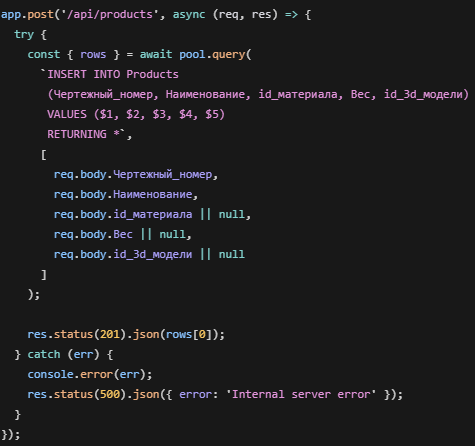 app.post('/api/products', async (req, res) => {
  try {
    const { rows } = await pool.query(
      `INSERT INTO Products
       (Чертежный_номер, Наименование, id_материала, Вес, id_3d_модели)
       VALUES ($1, $2, $3, $4, $5)
       RETURNING *`,
      [
        req.body.Чертежный_номер,
        req.body.Наименование,
        req.body.id_материала || null,
        req.body.Вес || null,
        req.body.id_3d_модели || null
      ]
    );

    res.status(201).json(rows[0]);
  } catch (err) {
    console.error(err);
    res.status(500).json({ error: 'Internal server error' });
  }
});